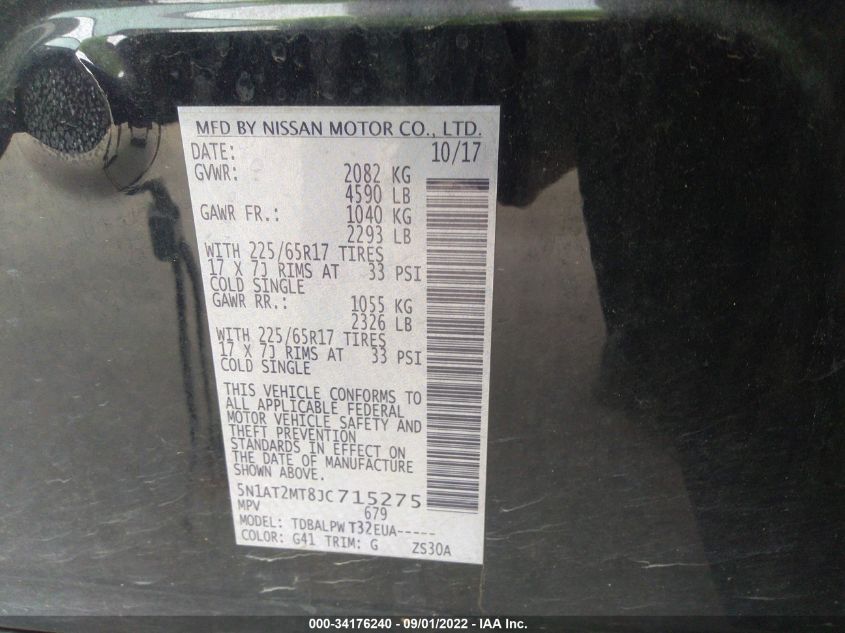 MFD BY NISSAN MOTOR CO., LTD.
DATE: 10/17
GVWR: 2082 KG
4590 LB
GAWR FR.: 1040 KG
2293 LB
WITH 225/65R17 TIRES
17 X 7J RIMS AT 33 PSI
COLD SINGLE
GAWR RR.: 1055 KG
2326 LB
WITH 225/65R17 TIRES
17 X 7J RIMS AT 33 PSI
COLD SINGLE
THIS VEHICLE CONFORMS TO
ALL APPLICABLE FEDERAL
MOTOR VEHICLE SAFETY AND
THEFT PREVENTION
STANDARDS IN EFFECT ON
THE DATE OF MANUFACTURE
SHOWN ABOVE.
5N1AT2MT8JC715275
MPV 679
MODEL: TDBALPW T32EUA-----
COLOR: G41 TRIM: G ZS30A
000-34176240 - 09/01/2022 - IAA Inc.